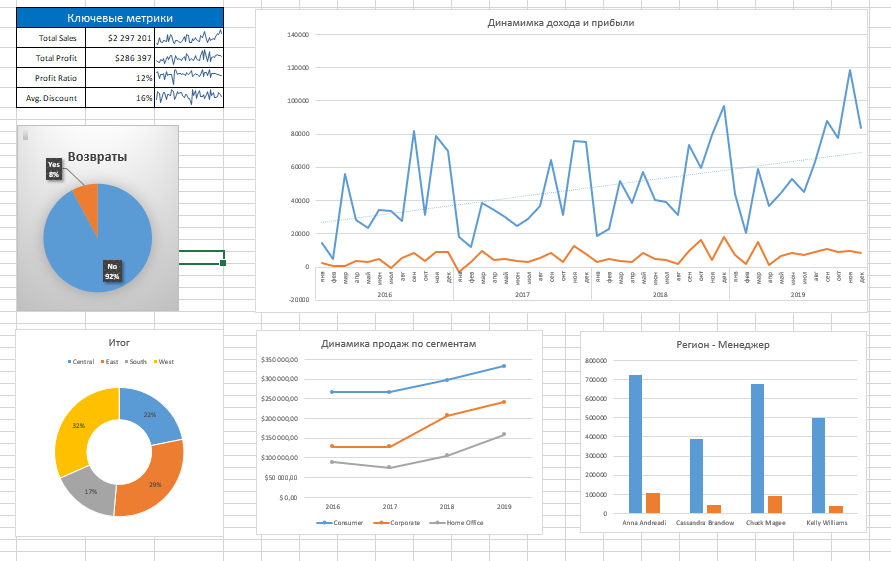 Ключевые метрики
Total Sales $2 297 201
Total Profit $286 397
Profit Ratio 12%
Avg. Discount 16%
Динамимка дохода и прибыли
140000
120000
100000
80000
60000
40000
20000
0
-20000
янв фев мар апр май июн июл авг сен окт ноя дек янв фев мар апр май июн июл авг сен окт ноя дек янв фев мар апр май июн июл авг сен окт ноя дек янв фев мар апр май июн июл авг сен окт ноя дек
2016 2017 2018 2019
Возвраты
Yes
8%
No
92%
Итог
Central East South West
22%
29%
17%
32%
Динамика продаж по сегментам
$350 000,00
$300 000,00
$250 000,00
$200 000,00
$150 000,00
$100 000,00
$50 000,00
$ 0,00
2016 2017 2018 2019
Consumer Corporate Home Office
Регион - Менеджер
800000
700000
600000
500000
400000
300000
200000
100000
0
Anna Andreadi Cassandra Brandow Chuck Magee Kelly Williams